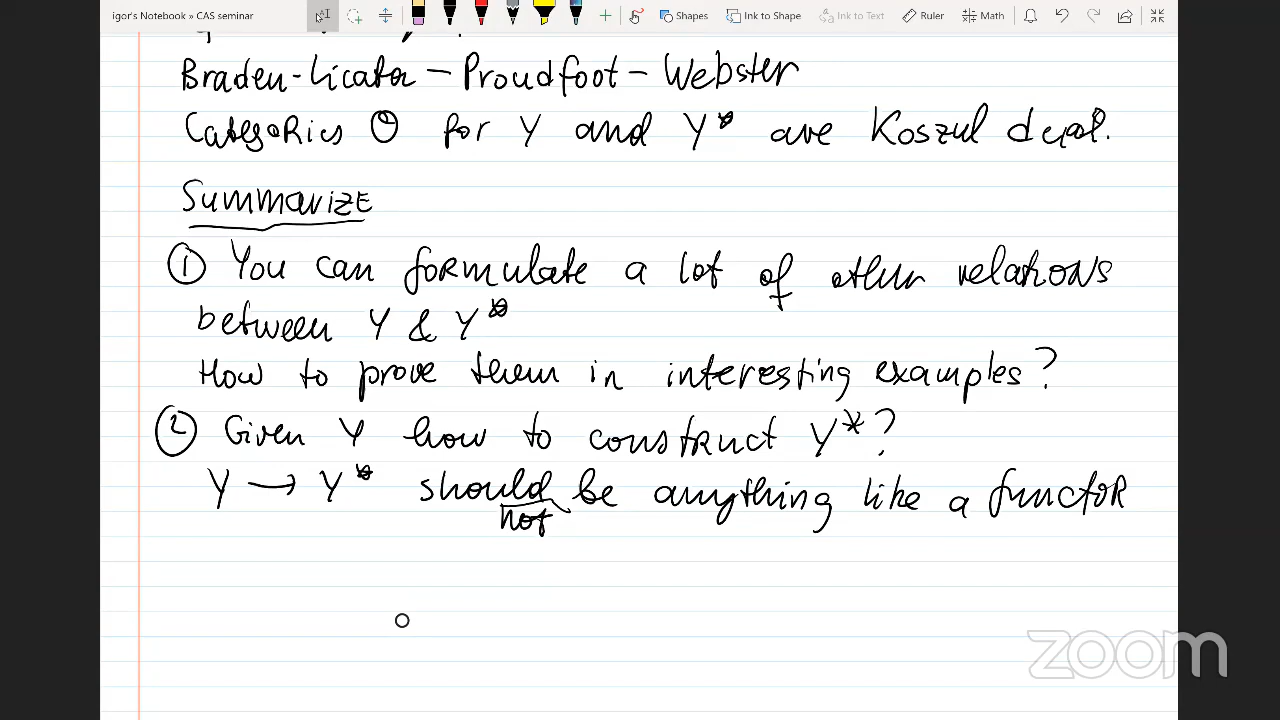 igor's Notebook » CAS seminar
Shapes Ink to Shape Ink to Text Ruler Math
Braden-Licata - Proudfoot - Webster
Categories O for Y and Y* are Koszul dual.
Summarize
① You can formulate a lot of other relations
between Y & Y*
How to prove them in interesting examples?
② Given Y how to construct Y*?
Y → Y* should be anything like a functor
not
zoom